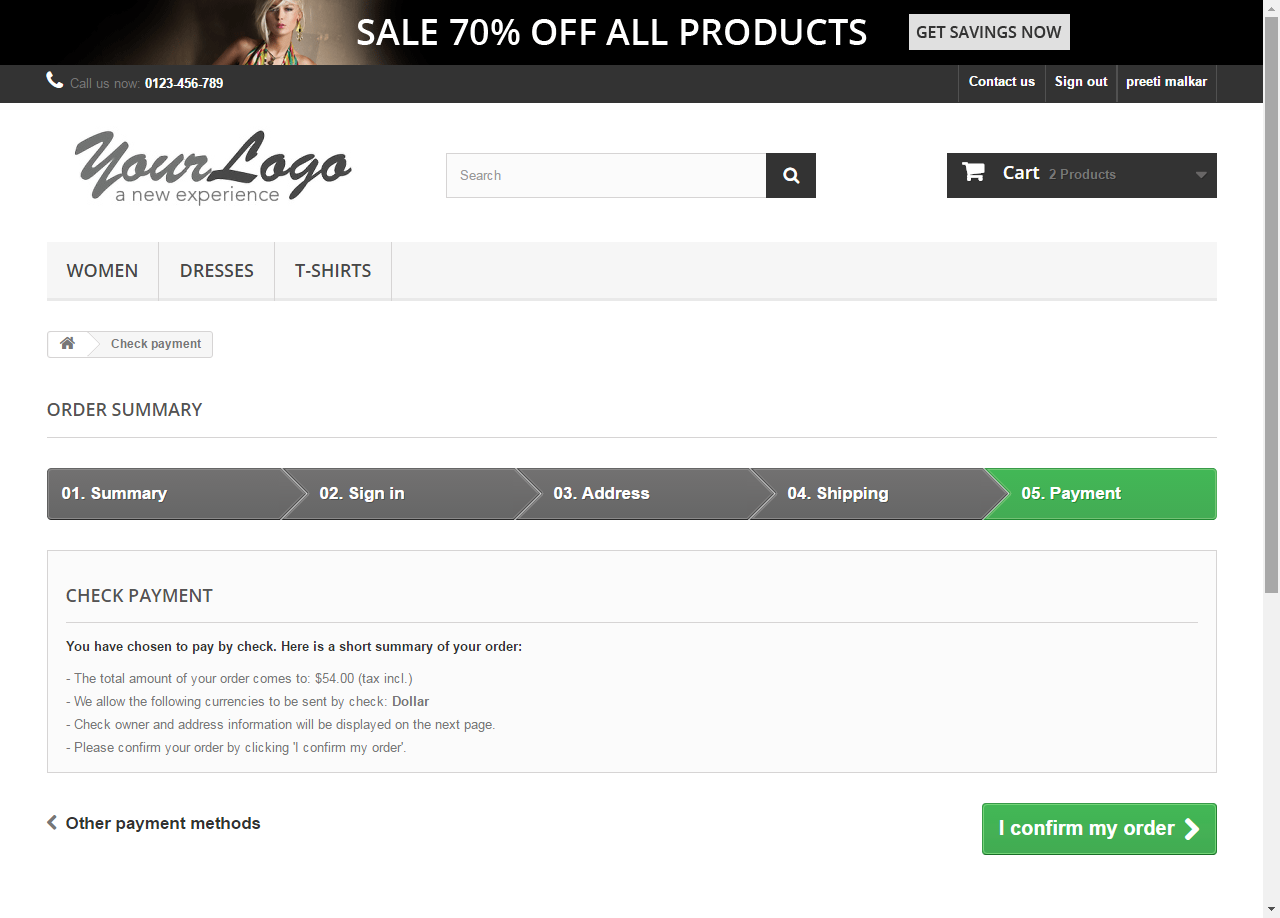 SALE 70% OFF ALL PRODUCTS GET SAVINGS NOW
Call us now: 0123-456-789 Contact us Sign out preeti malkar
YourLogo
a new experience
Search
Cart 2 Products
WOMEN DRESSES T-SHIRTS
Check payment
ORDER SUMMARY
01. Summary 02. Sign in 03. Address 04. Shipping 05. Payment
CHECK PAYMENT
You have chosen to pay by check. Here is a short summary of your order:
- The total amount of your order comes to: $54.00 (tax incl.)
- We allow the following currencies to be sent by check: Dollar
- Check owner and address information will be displayed on the next page.
- Please confirm your order by clicking 'I confirm my order'.
Other payment methods I confirm my order